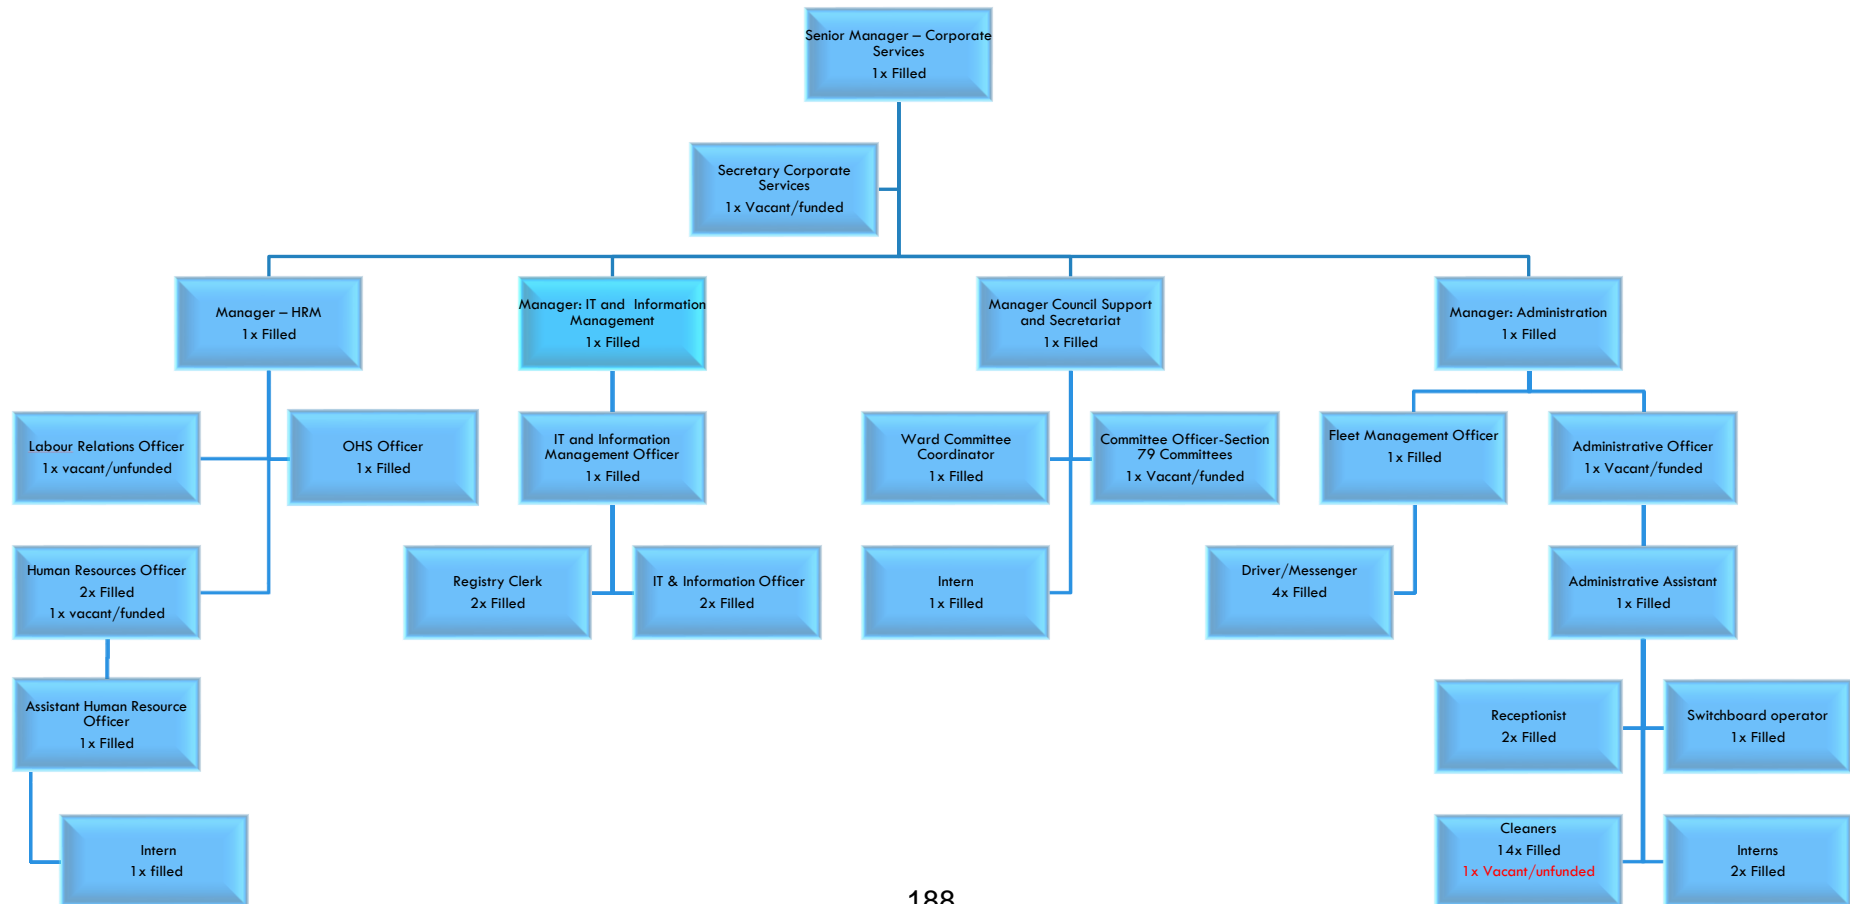 Senior Manager – Corporate
Services
1x Filled
Secretary Corporate
Services
1x Vacant/funded
Manager – HRM
1x Filled
Manager: IT and Information
Management
1x Filled
Manager Council Support
and Secretariat
1x Filled
Manager: Administration
1x Filled
Labour Relations Officer
1x vacant/unfunded
OHS Officer
1x Filled
IT and Information
Management Officer
1x Filled
Ward Committee
Coordinator
1x Filled
Committee Officer-Section
79 Committees
1x Vacant/funded
Fleet Management Officer
1x Filled
Administrative Officer
1x Vacant/funded
Human Resources Officer
2x Filled
1x vacant/funded
Registry Clerk
2x Filled
IT & Information Officer
2x Filled
Intern
1x Filled
Driver/Messenger
4x Filled
Administrative Assistant
1x Filled
Assistant Human Resource
Officer
1x Filled
Receptionist
2x Filled
Switchboard operator
1x Filled
Intern
1x filled
Cleaners
14x Filled
1x Vacant/unfunded
Interns
2x Filled
188